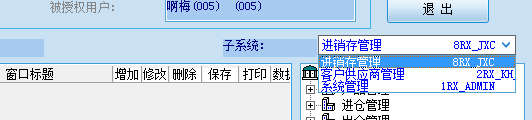 被授权用户： 啊梅(005) (005)
退 出
子系统： 进销存管理 8RX_JXC
进销存管理 8RX_JXC
客户供应商管理 2RX_KH
系统管理 1RX_ADMIN
窗口标题 增加 修改 删除 保存 打印
进仓管理